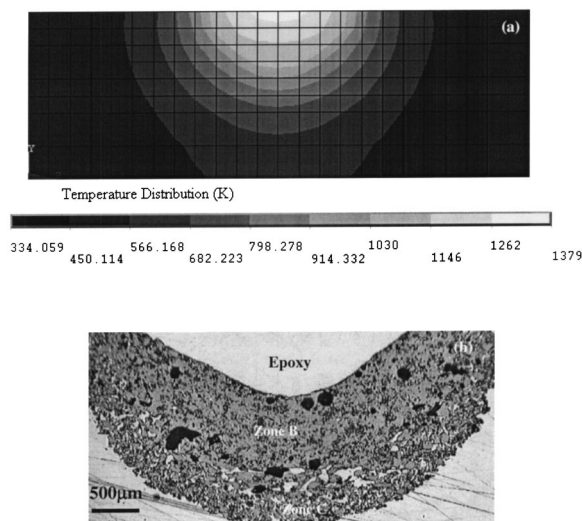 (a)
Y
Temperature Distribution (K)
334.059 566.168 798.278 1030 1262
450.114 682.223 914.332 1146 1379
Epoxy
(b)
Zone B
500μm
Zone C